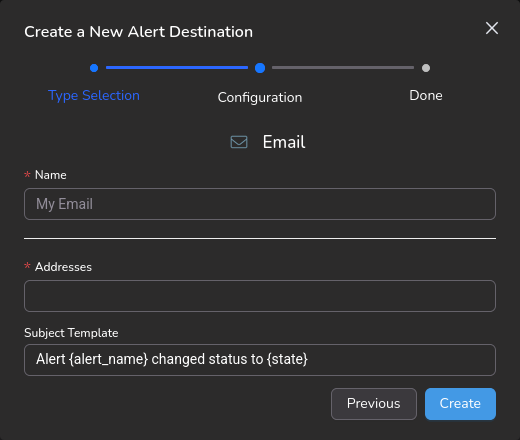 Create a New Alert Destination
Type Selection
Configuration
Done
Email
* Name
My Email
* Addresses
Subject Template
Alert {alert_name} changed status to {state}
Previous
Create